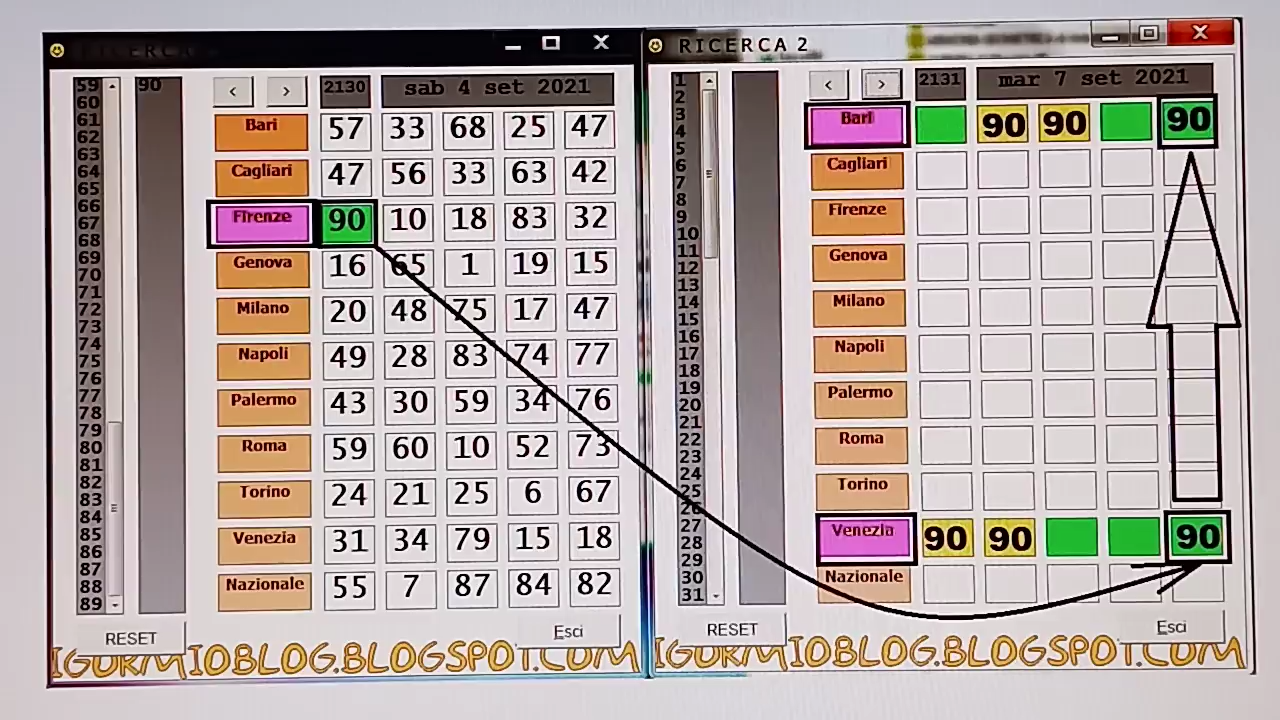 RICERCA
59
60
61
62
63
64
65
66
67
68
69
70
71
72
73
74
75
76
77
78
79
80
81
82
83
84
85
86
87
88
89
90
< > 2130 sab 4 set 2021
Bari 57 33 68 25 47
Cagliari 47 56 33 63 42
Firenze 90 10 18 83 32
Genova 16 65 1 19 15
Milano 20 48 75 17 47
Napoli 49 28 83 74 77
Palermo 43 30 59 34 76
Roma 59 60 10 52 73
Torino 24 21 25 6 67
Venezia 31 34 79 15 18
Nazionale 55 7 87 84 82
RESET Esci
IGORMIOBLOG.BLOGSPOT.COM
RICERCA 2
1
2
3
4
5
6
7
8
9
10
11
12
13
14
15
16
17
18
19
20
21
22
23
24
25
26
27
28
29
30
31
< > 2131 mar 7 set 2021
Bari 90 90 90
Cagliari
Firenze
Genova
Milano
Napoli
Palermo
Roma
Torino
Venezia 90 90 90
Nazionale
RESET Esci
IGORMIOBLOG.BLOGSPOT.COM